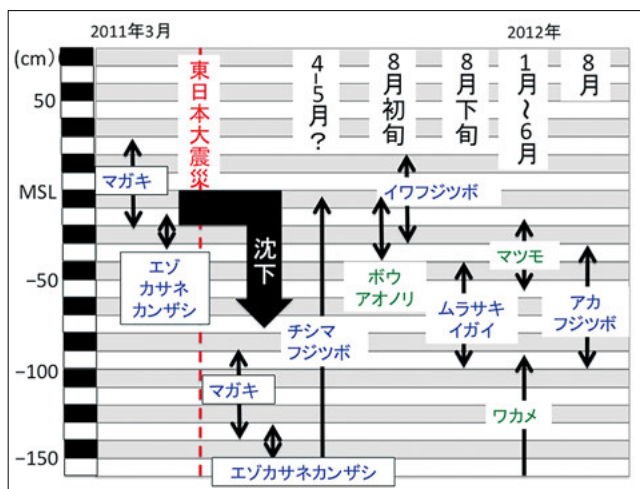 2011年3月
2012年
(cm)
50
MSL
−50
−100
−150
東日本大震災
4-5月？
8月初旬
8月下旬
1月～6月
8月
マガキ
エゾ
カサネ
カンザシ
沈下
イワフジツボ
ボウ
アオノリ
マツモ
ムラサキ
イガイ
アカ
フジツボ
チシマ
フジツボ
マガキ
ワカメ
エゾカサネカンザシ